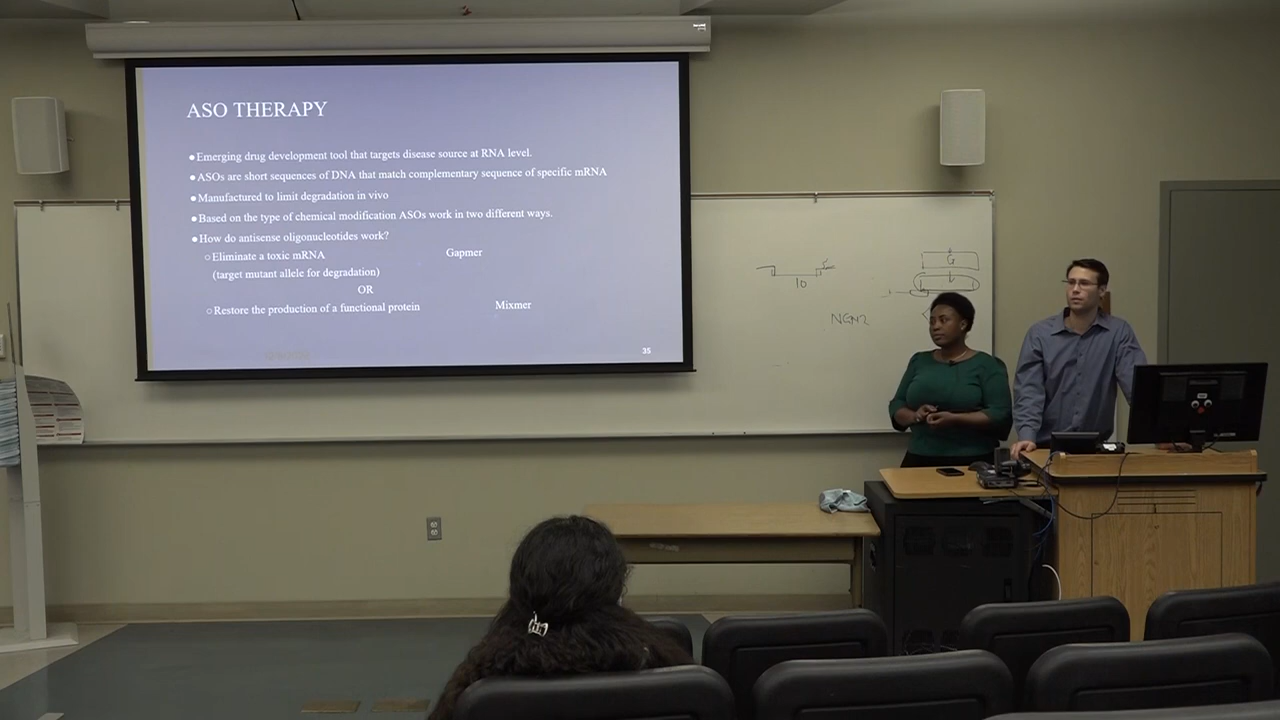 ASO THERAPY
●Emerging drug development tool that targets disease source at RNA level.
●ASOs are short sequences of DNA that match complementary sequence of specific mRNA
●Manufactured to limit degradation in vivo
●Based on the type of chemical modification ASOs work in two different ways.
●How do antisense oligonucleotides work?
○Eliminate a toxic mRNA Gapmer
(target mutant allele for degradation)
OR
○Restore the production of a functional protein Mixmer
35
10
G
L
NGN2